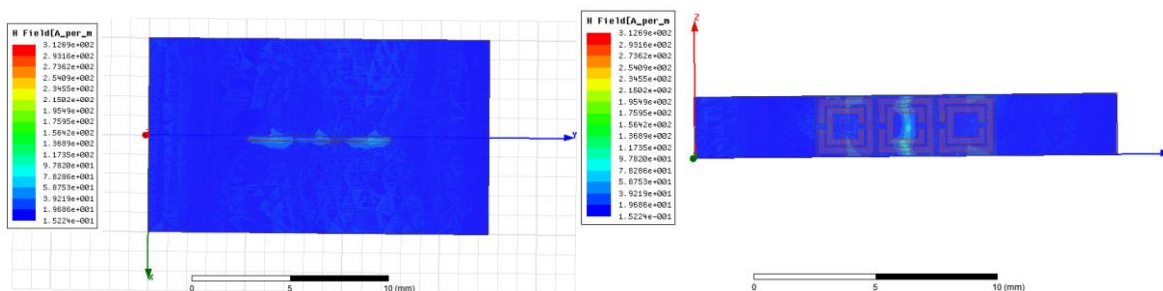 H Field[A_per_m
3.1269e+002
2.9316e+002
2.7362e+002
2.5409e+002
2.3455e+002
2.1502e+002
1.9549e+002
1.7595e+002
1.5642e+002
1.3689e+002
1.1735e+002
9.7820e+001
7.8286e+001
5.8753e+001
3.9219e+001
1.9686e+001
1.5224e-001
Y
X
0
5
10 (mm)
H Field[A_per_m
3.1269e+002
2.9316e+002
2.7362e+002
2.5409e+002
2.3455e+002
2.1502e+002
1.9549e+002
1.7595e+002
1.5642e+002
1.3689e+002
1.1735e+002
9.7820e+001
7.8286e+001
5.8753e+001
3.9219e+001
1.9686e+001
1.5224e-001
Z
0
5
10 (mm)